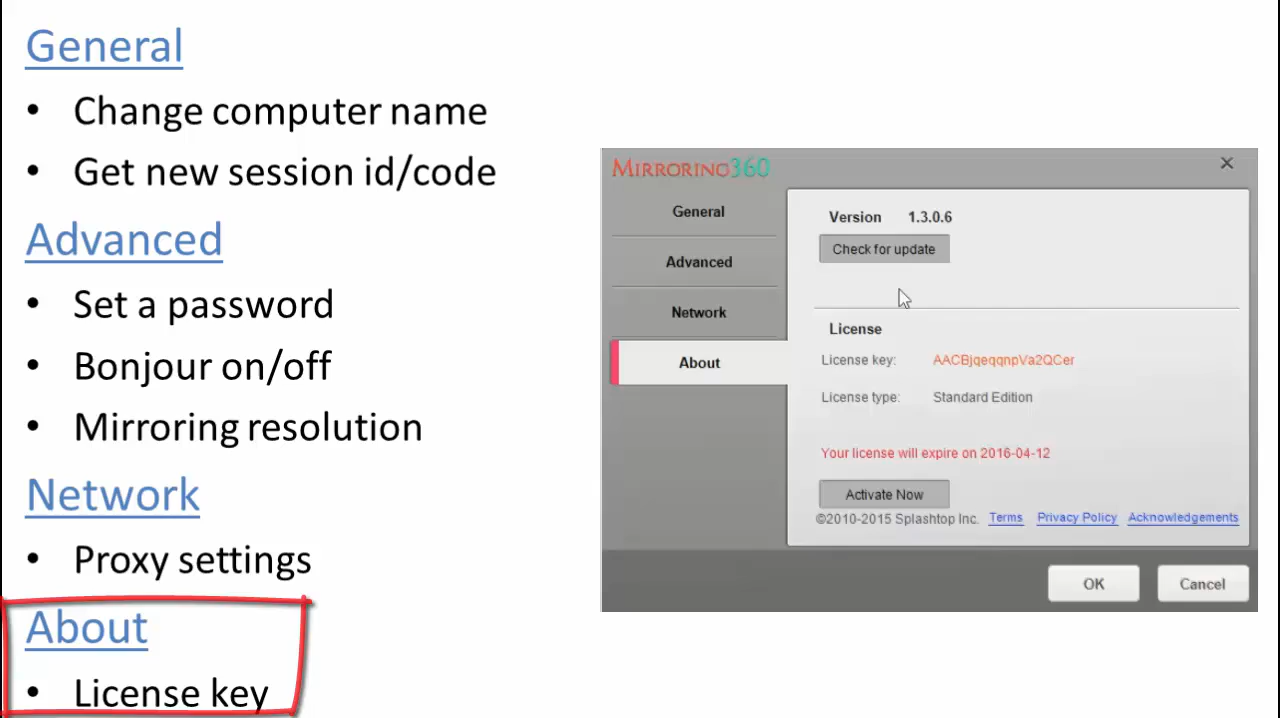 General
• Change computer name
• Get new session id/code
Advanced
• Set a password
• Bonjour on/off
• Mirroring resolution
Network
• Proxy settings
About
• License key
MIRRORING360
General
Advanced
Network
About
Version 1.3.0.6
Check for update
License
License key: AACBjqeqqnpVa2QCer
License type: Standard Edition
Your license will expire on 2016-04-12
Activate Now
©2010-2015 Splashtop Inc. Terms Privacy Policy Acknowledgements
OK Cancel